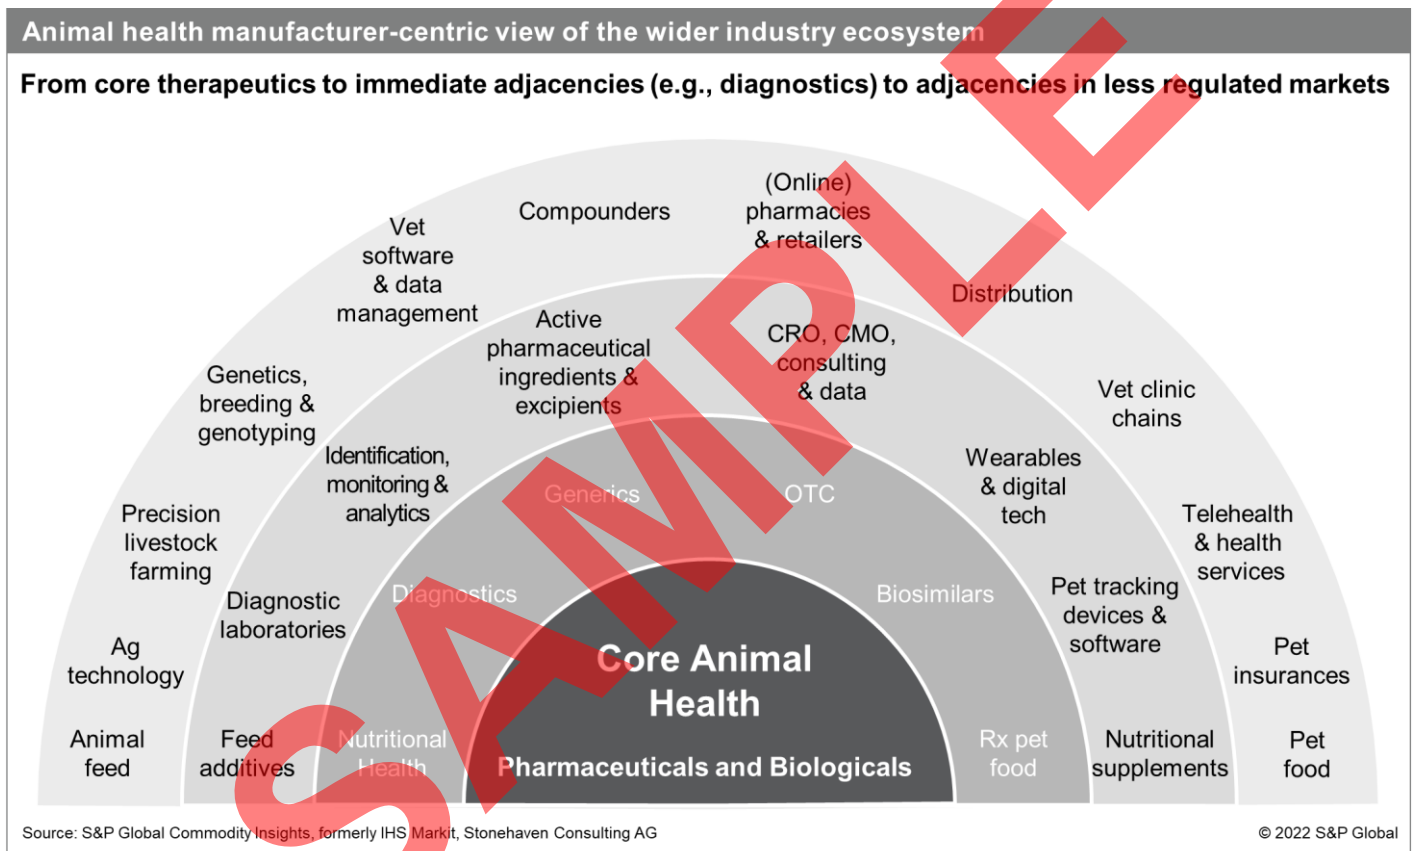 Animal health manufacturer-centric view of the wider industry ecosystem
From core therapeutics to immediate adjacencies (e.g., diagnostics) to adjacencies in less regulated markets
Animal
feed
Ag
technology
Precision
livestock
farming
Genetics,
breeding &
genotyping
Vet
software
& data
management
Compounders
(Online)
pharmacies
& retailers
Distribution
Vet clinic
chains
Telehealth
& health
services
Pet
insurances
Pet
food
Feed
additives
Diagnostic
laboratories
Identification,
monitoring &
analytics
Active
pharmaceutical
ingredients &
excipients
CRO, CMO,
consulting
& data
Wearables
& digital
tech
Pet tracking
devices &
software
Nutritional
supplements
Nutritional
Health
Diagnostics
Generics
OTC
Biosimilars
Rx pet
food
Core Animal
Health
Pharmaceuticals and Biologicals
SAMPLE
Source: S&P Global Commodity Insights, formerly IHS Markit, Stonehaven Consulting AG
© 2022 S&P Global